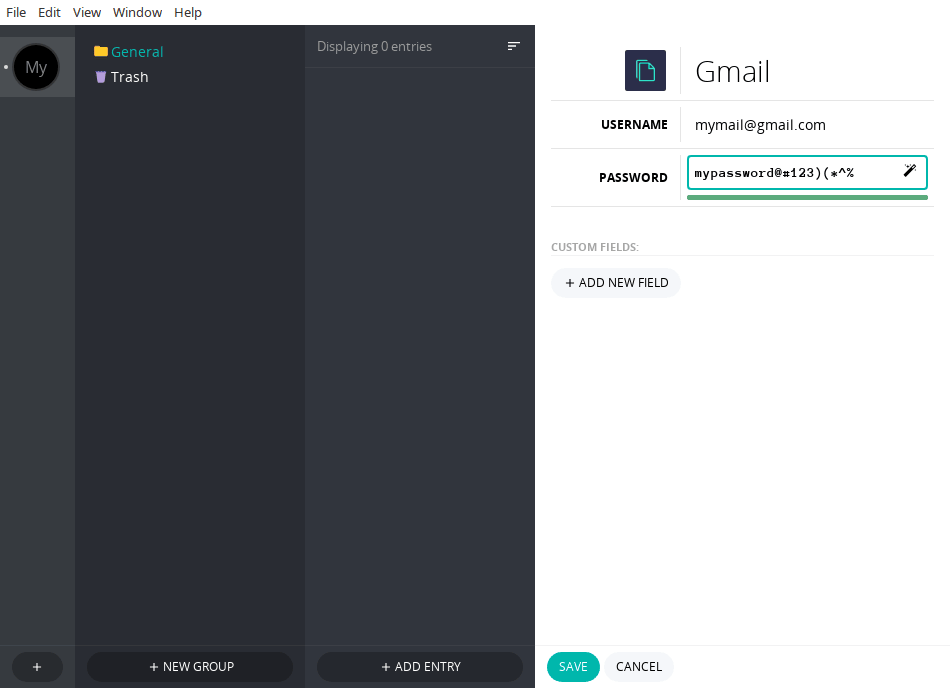 File Edit View Window Help
My
General
Trash
Displaying 0 entries
Gmail
USERNAME mymail@gmail.com
PASSWORD mypassword@#123)(*^%
CUSTOM FIELDS:
+ ADD NEW FIELD
+
+ NEW GROUP
+ ADD ENTRY
SAVE CANCEL